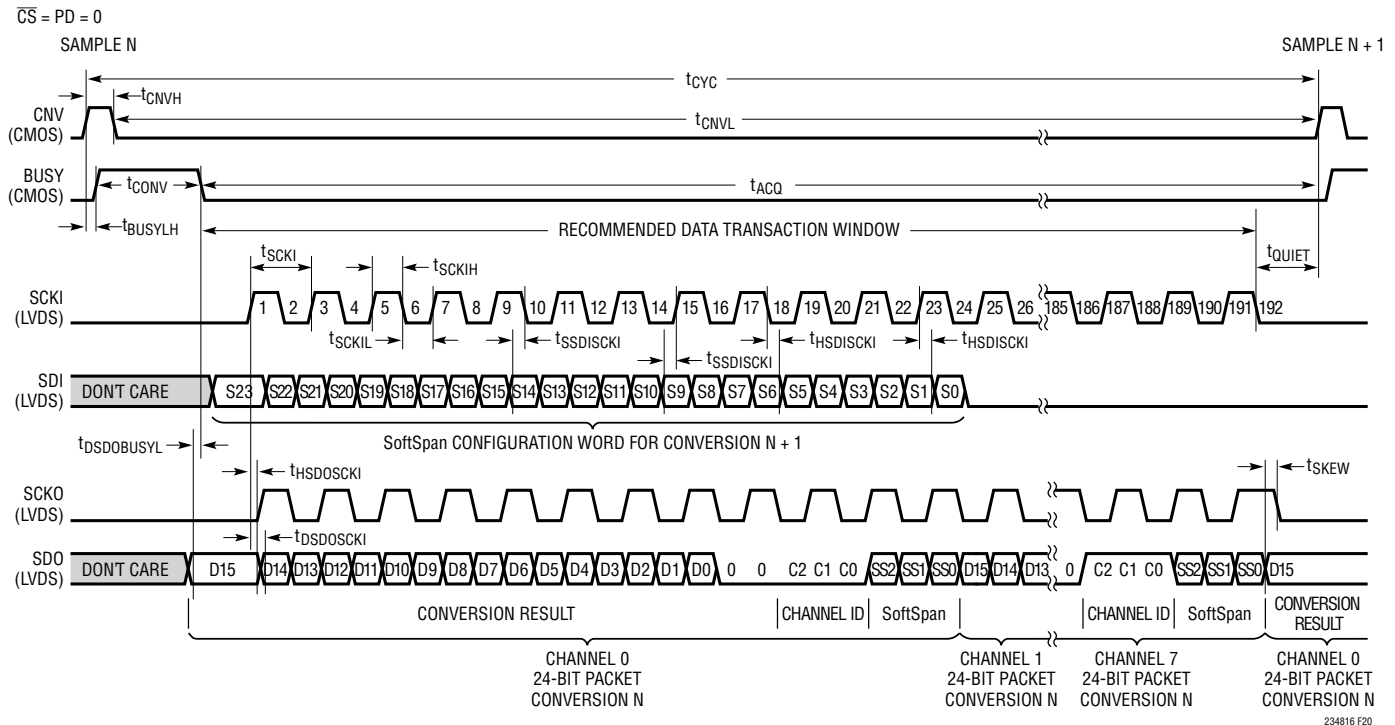 CS = PD = 0
SAMPLE N
SAMPLE N + 1
tCYC
tCNVH
CNV
(CMOS)
tCNVL
BUSY
(CMOS)
tCONV
tACQ
tBUSYLH
RECOMMENDED DATA TRANSACTION WINDOW
tSCKI
tSCKIH
tQUIET
SCKI
(LVDS)
1 2 3 4 5 6 7 8 9 10 11 12 13 14 15 16 17 18 19 20 21 22 23 24 25 26 185 186 187 188 189 190 191 192
tSCKIL
tSSDISCKI
tSSDISCKI
tHSDISCKI
tHSDISCKI
SDI
(LVDS)
DON'T CARE S23 S22 S21 S20 S19 S18 S17 S16 S15 S14 S13 S12 S11 S10 S9 S8 S7 S6 S5 S4 S3 S2 S1 S0
SoftSpan CONFIGURATION WORD FOR CONVERSION N + 1
tDSDOBUSYL
tHSDOSCKI
tSKEW
SCKO
(LVDS)
tDSDOSCKI
SDO
(LVDS)
DON'T CARE D15 D14 D13 D12 D11 D10 D9 D8 D7 D6 D5 D4 D3 D2 D1 D0 0 0 C2 C1 C0 SS2 SS1 SS0 D15 D14 D13 0 C2 C1 C0 SS2 SS1 SS0 D15
CONVERSION RESULT
CHANNEL ID
SoftSpan
CHANNEL ID
SoftSpan
CONVERSION
RESULT
CHANNEL 0
24-BIT PACKET
CONVERSION N
CHANNEL 1
24-BIT PACKET
CONVERSION N
CHANNEL 7
24-BIT PACKET
CONVERSION N
CHANNEL 0
24-BIT PACKET
CONVERSION N
234816 F20